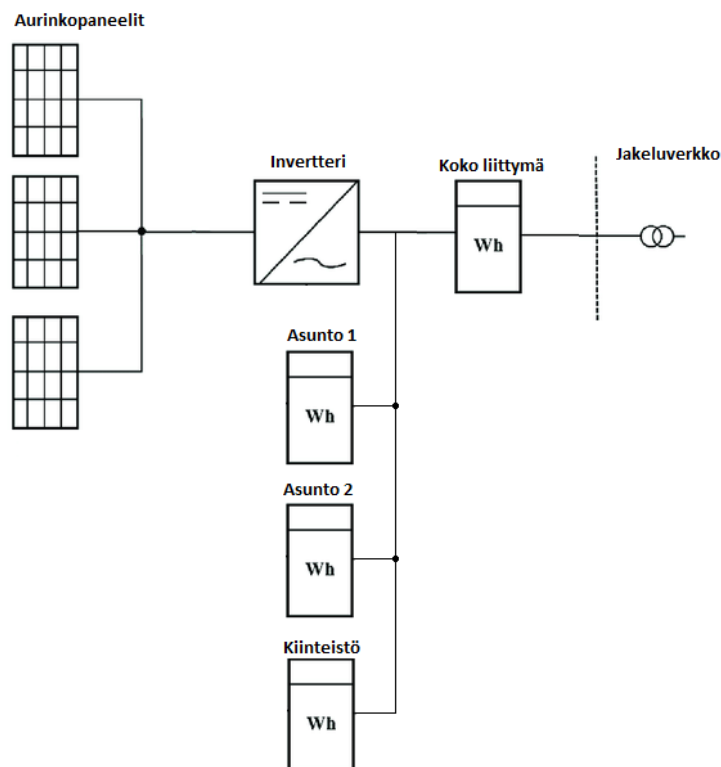 Aurinkopaneelit
Invertteri
Koko liittymä
Jakeluverkko
Wh
Asunto 1
Wh
Asunto 2
Wh
Kiinteistö
Wh